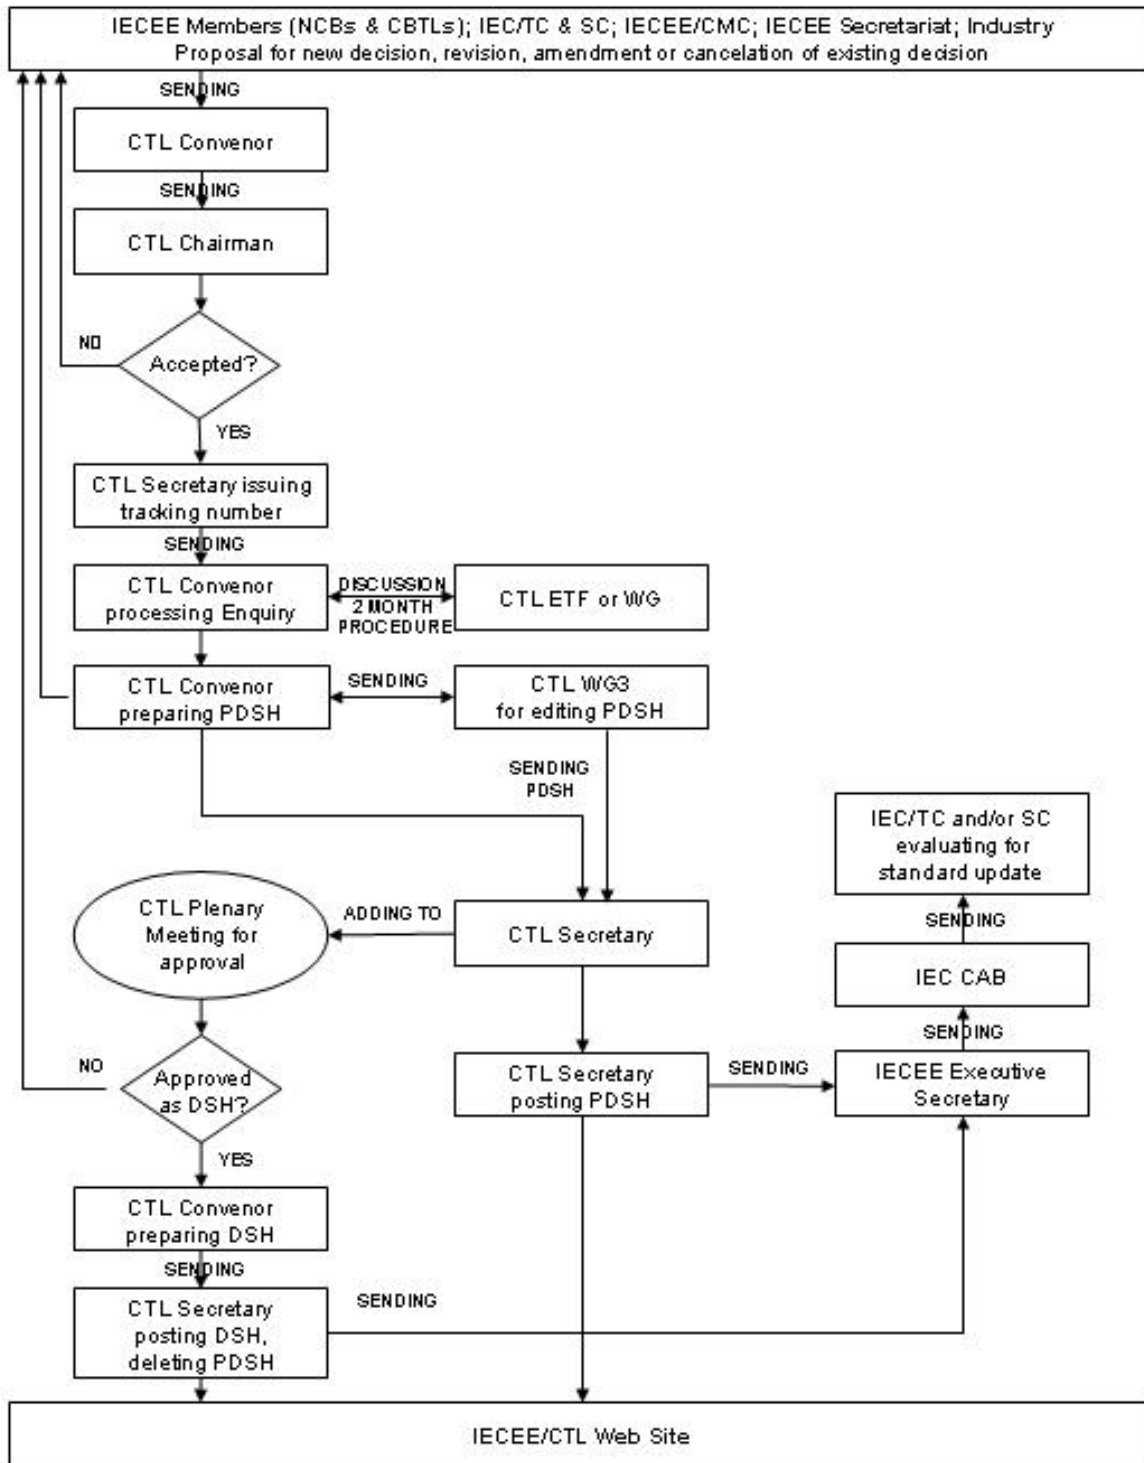 IECEE Members (NCBs & CBTLs); IEC/TC & SC; IECEE/CMC; IECEE Secretariat; Industry
Proposal for new decision, revision, amendment or cancelation of existing decision
SENDING
CTL Convenor
SENDING
CTL Chairman
NO
Accepted?
YES
CTL Secretary issuing
tracking number
SENDING
CTL Convenor
processing Enquiry
DISCUSSION
2 MONTH
PROCEDURE
CTL ETF or WG
CTL Convenor
preparing PDSH
SENDING
CTL WG3
for editing PDSH
SENDING
PDSH
IEC/TC and/or SC
evaluating for
standard update
SENDING
CTL Plenary
Meeting for
approval
ADDING TO
CTL Secretary
IEC CAB
SENDING
NO
Approved
as DSH?
CTL Secretary
posting PDSH
SENDING
IECEE Executive
Secretary
YES
CTL Convenor
preparing DSH
SENDING
CTL Secretary
posting DSH,
deleting PDSH
SENDING
IECEE/CTL Web Site